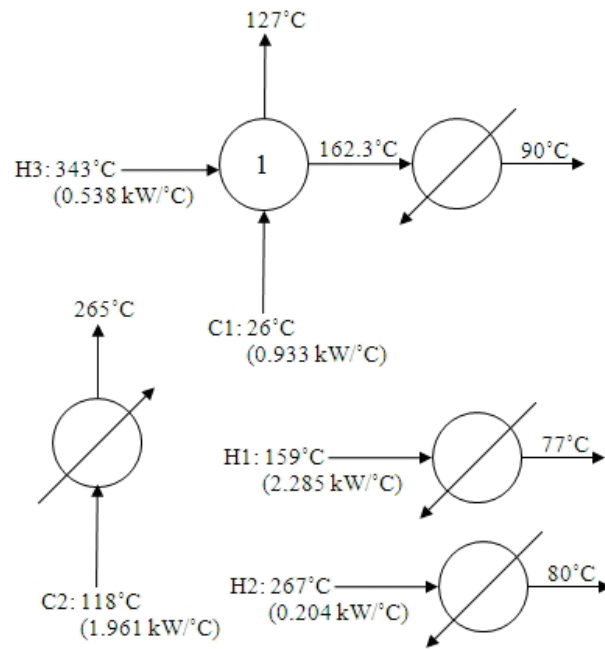 127°C
H3: 343°C
(0.538 kW/°C)
1
162.3°C
90°C
C1: 26°C
(0.933 kW/°C)
265°C
C2: 118°C
(1.961 kW/°C)
H1: 159°C
(2.285 kW/°C)
77°C
H2: 267°C
(0.204 kW/°C)
80°C